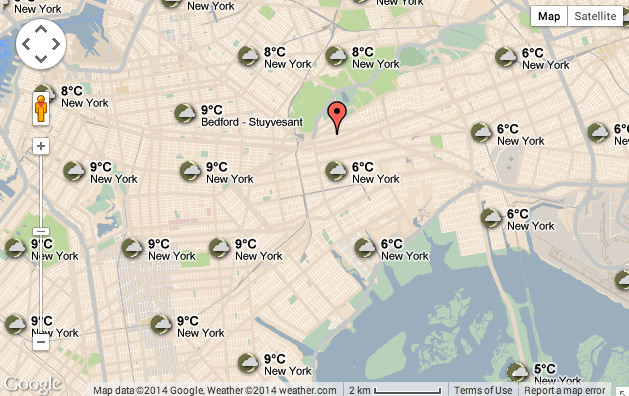 9°C
New York
Map
Satellite
8°C
New York
8°C
New York
6°C
New York
8°C
New York
9°C
Bedford - Stuyvesant
6°C
New York
6°C
New York
9°C
New York
9°C
New York
6°C
New York
6°C
New York
9°C
New York
9°C
New York
9°C
New York
6°C
New York
9°C
New York
9°C
New York
9°C
New York
5°C
New York
Google
Map data ©2014 Google, Weather ©2014 weather.com
2 km
Terms of Use
Report a map error